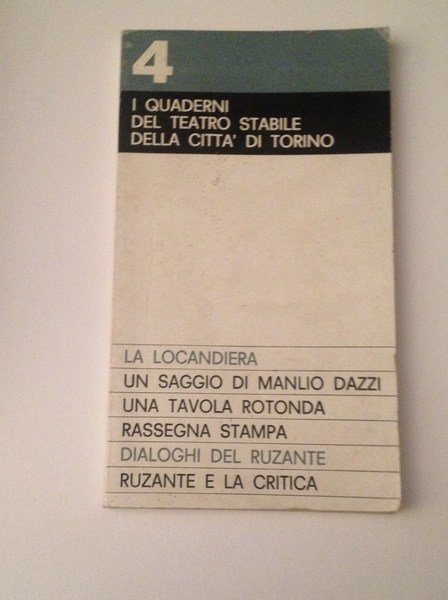 4
I QUADERNI
DEL TEATRO STABILE
DELLA CITTA' DI TORINO
LA LOCANDIERA
UN SAGGIO DI MANLIO DAZZI
UNA TAVOLA ROTONDA
RASSEGNA STAMPA
DIALOGHI DEL RUZANTE
RUZANTE E LA CRITICA